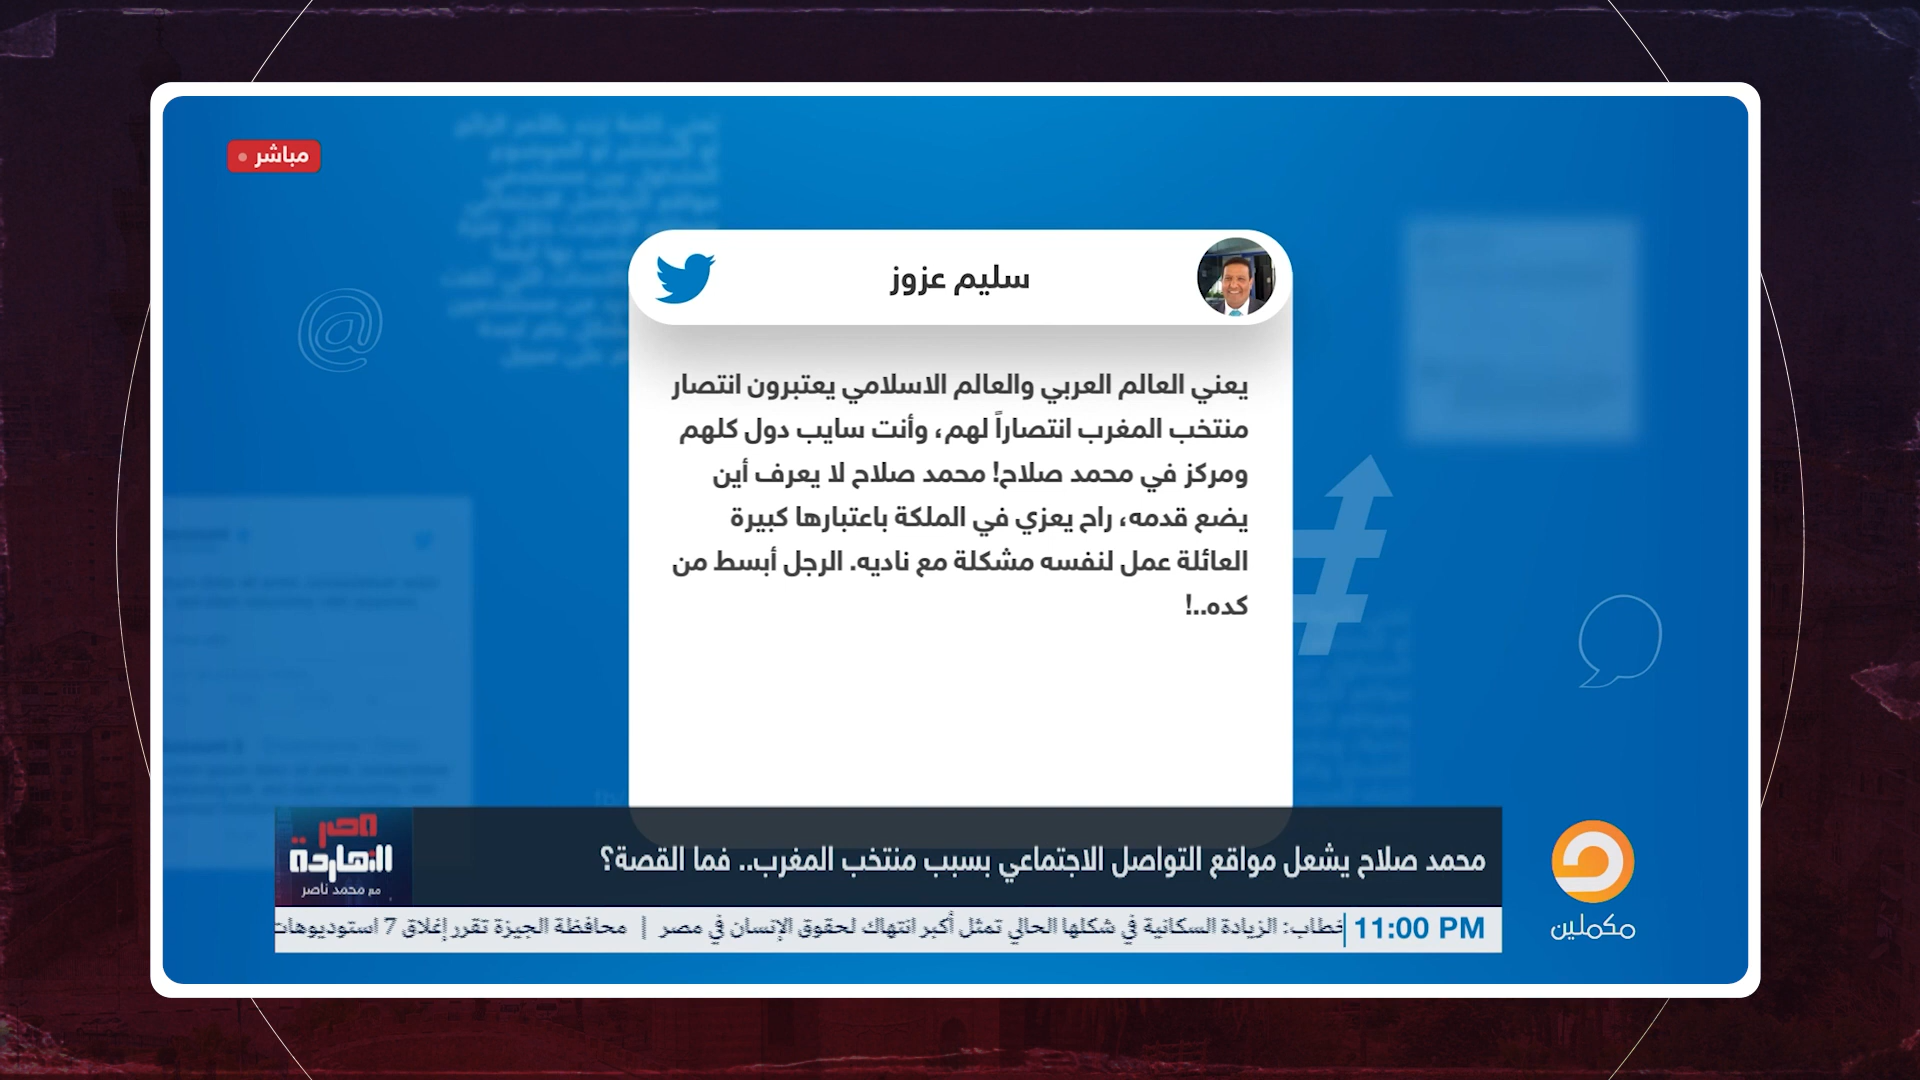 مباشر
سليم عزوز
يعني العالم العربي والعالم الاسلامي يعتبرون انتصار
منتخب المغرب انتصاراً لهم، وأنت سايب دول كلهم
ومركز في محمد صلاح! محمد صلاح لا يعرف أين
يضع قدمه، راح يعزي في الملكة باعتبارها كبيرة
العائلة عمل لنفسه مشكلة مع ناديه. الرجل أبسط من
كده..!
محمد صلاح يشعل مواقع التواصل الاجتماعي بسبب منتخب المغرب.. فما القصة؟
مصر
النهاردة
مع محمد ناصر
11:00 PM
خطاب: الزيادة السكانية في شكلها الحالي تمثل أكبر انتهاك لحقوق الإنسان في مصر | محافظة الجيزة تقرر إغلاق 7 استوديوهات
مكملين